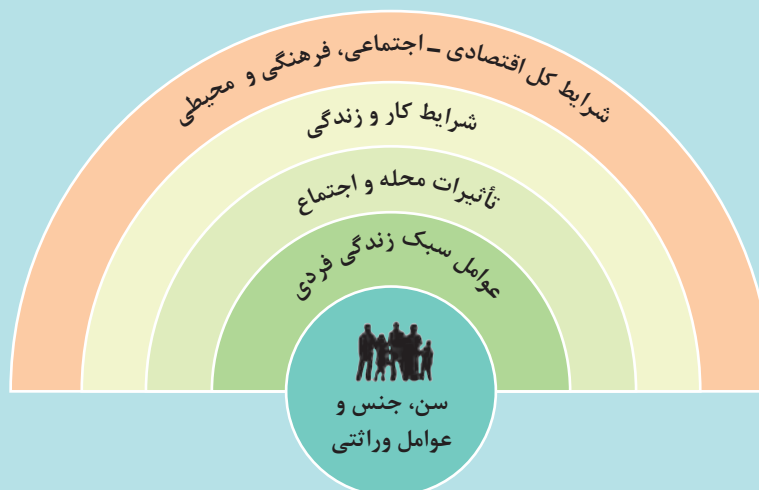 شرایط کل اقتصادی – اجتماعی، فرهنگی و محیطی
شرایط کار و زندگی
تأثیرات محله و اجتماع
عوامل سبک زندگی فردی
سن، جنس و
عوامل وراثتی